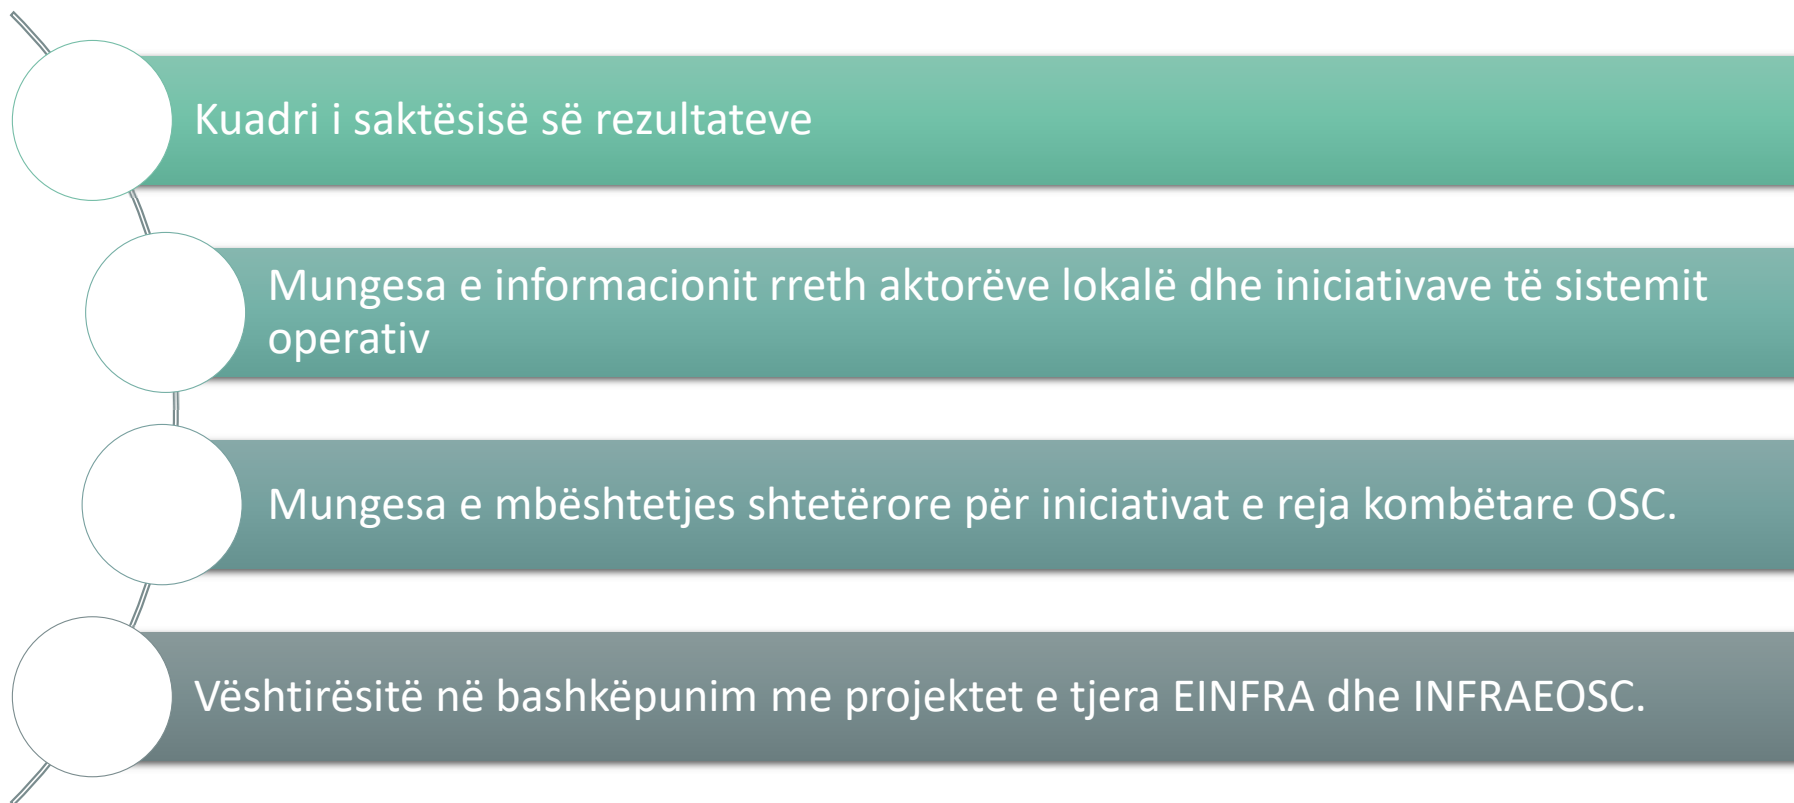 Kuadri i saktësisë së rezultateve
Mungesa e informacionit rreth aktorëve lokalë dhe iniciativave të sistemit
operativ
Mungesa e mbështetjes shtetërore për iniciativat e reja kombëtare OSC.
Vështirësitë në bashkëpunim me projektet e tjera EINFRA dhe INFRAEOSC.